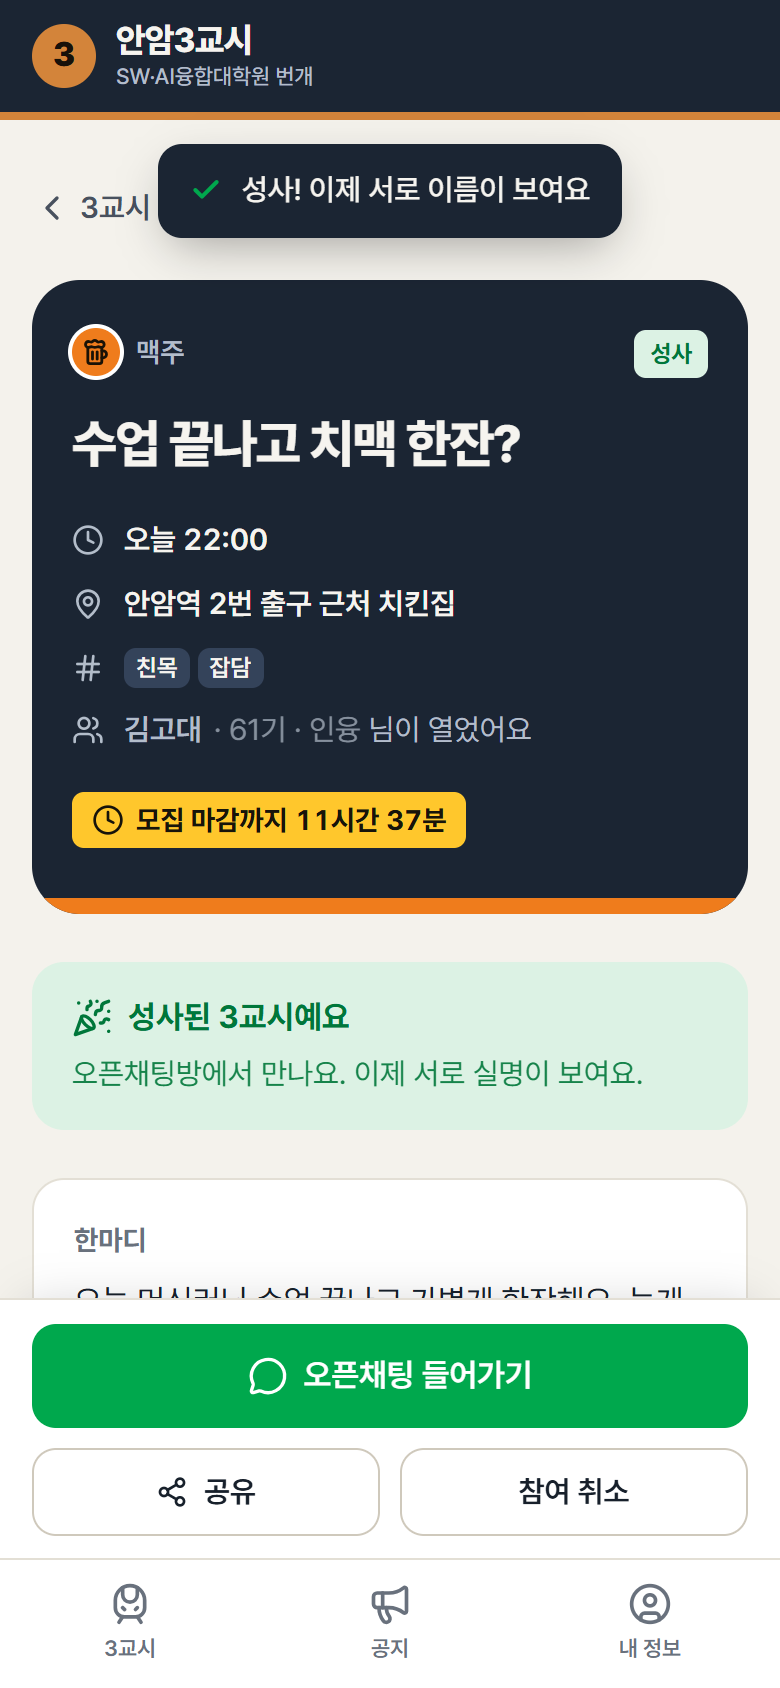 3
안암3교시
SW·AI융합대학원 번개
3교시
성사! 이제 서로 이름이 보여요
맥주
성사
수업 끝나고 치맥 한잔?
오늘 22:00
안암역 2번 출구 근처 치킨집
친목 잡담
김고대 · 61기 · 인융 님이 열었어요
모집 마감까지 11시간 37분
성사된 3교시예요
오픈채팅방에서 만나요. 이제 서로 실명이 보여요.
한마디
오픈채팅 들어가기
공유
참여 취소
3교시
공지
내 정보